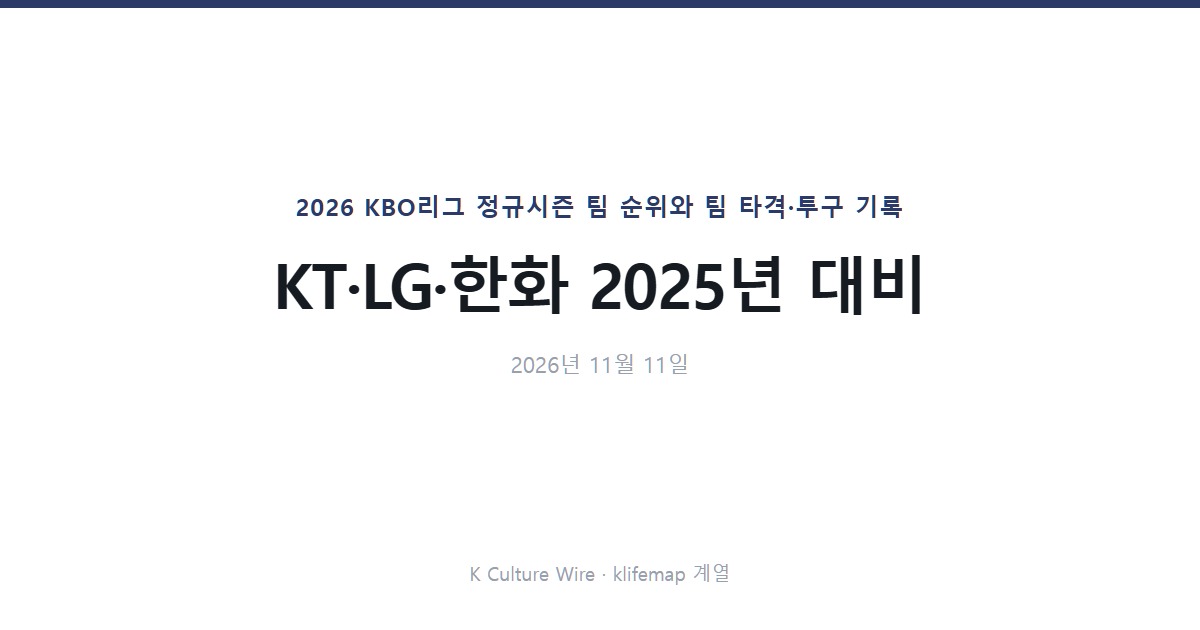 2026 KBO리그 정규시즌 팀 순위와 팀 타격·투구 기록
KT·LG·한화 2025년 대비
2026년 11월 11일
K Culture Wire · klifemap 계열